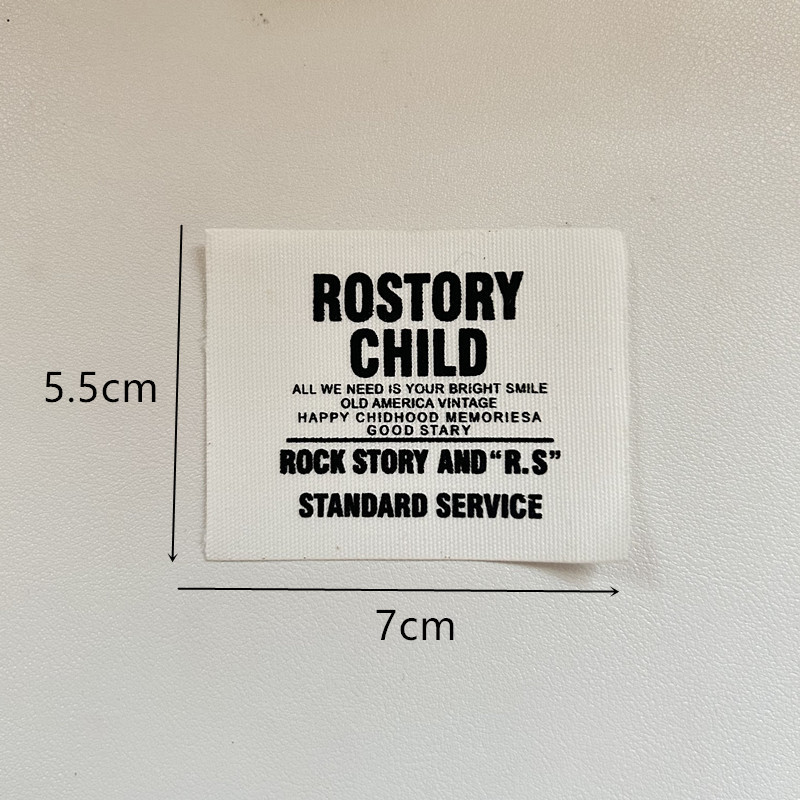 ROSTORY
CHILD
ALL WE NEED IS YOUR BRIGHT SMILE
OLD AMERICA VINTAGE
HAPPY CHIDHOOD MEMORIESA
GOOD STARY
ROCK STORY AND“R.S”
STANDARD SERVICE
5.5cm
7cm